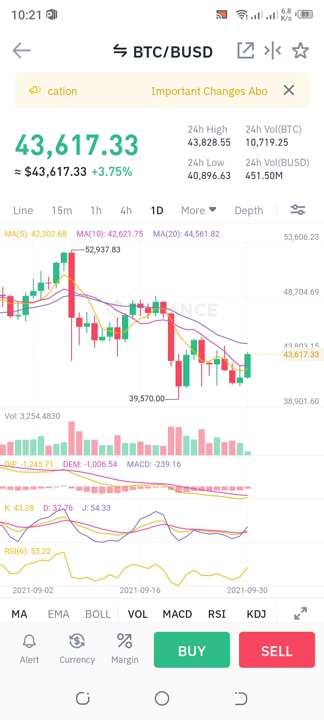 10:21
6.8
K/s
89
BTC/BUSD
cation Important Changes Abo
43,617.33
≈ $43,617.33 +3.75%
24h High
43,828.55
24h Vol(BTC)
10,719.25
24h Low
40,896.63
24h Vol(BUSD)
451.50M
Line 15m 1h 4h 1D More Depth
MA(5): 42,302.68 MA(10): 42,621.75 MA(20): 44,561.82
53,606.23
52,937.83
48,704.69
BINANCE
43,803.15
43,617.33
39,570.00
38,901.60
Vol: 3,254.4830
DIF: -1,245.71 DEM: -1,006.54 MACD: -239.16
K: 43.28 D: 37.76 J: 54.33
RSI(6): 53.22
2021-09-02 2021-09-16 2021-09-30
MA EMA BOLL VOL MACD RSI KDJ
Alert Currency Margin BUY SELL